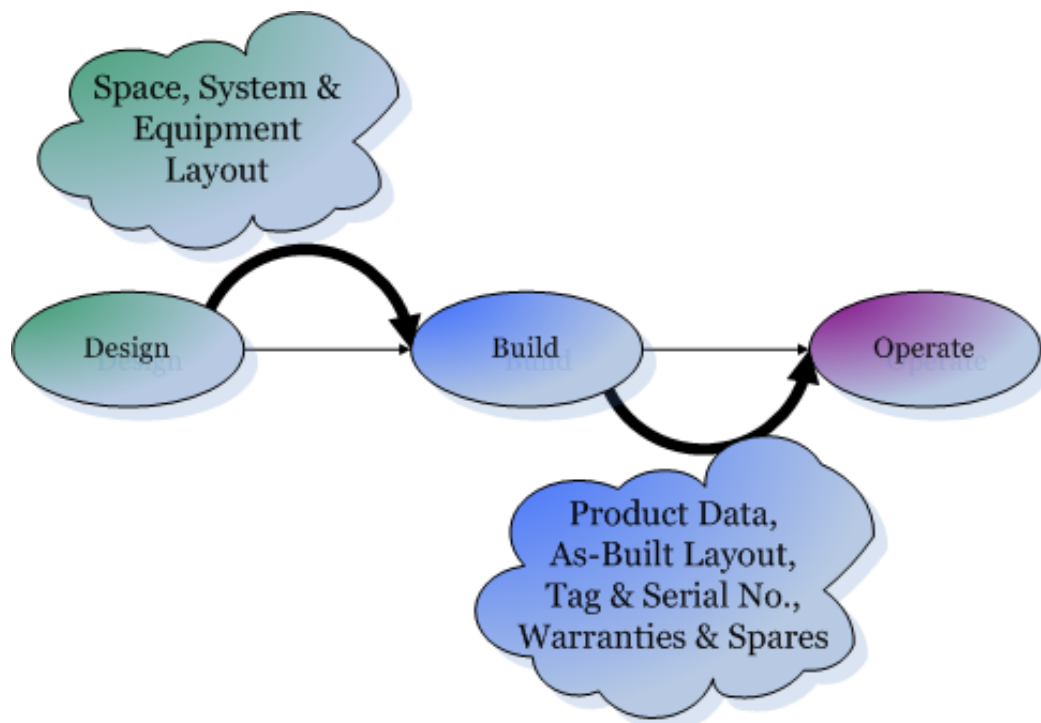 Space, System &
Equipment
Layout
Design
Build
Operate
Product Data,
As-Built Layout,
Tag & Serial No.,
Warranties & Spares